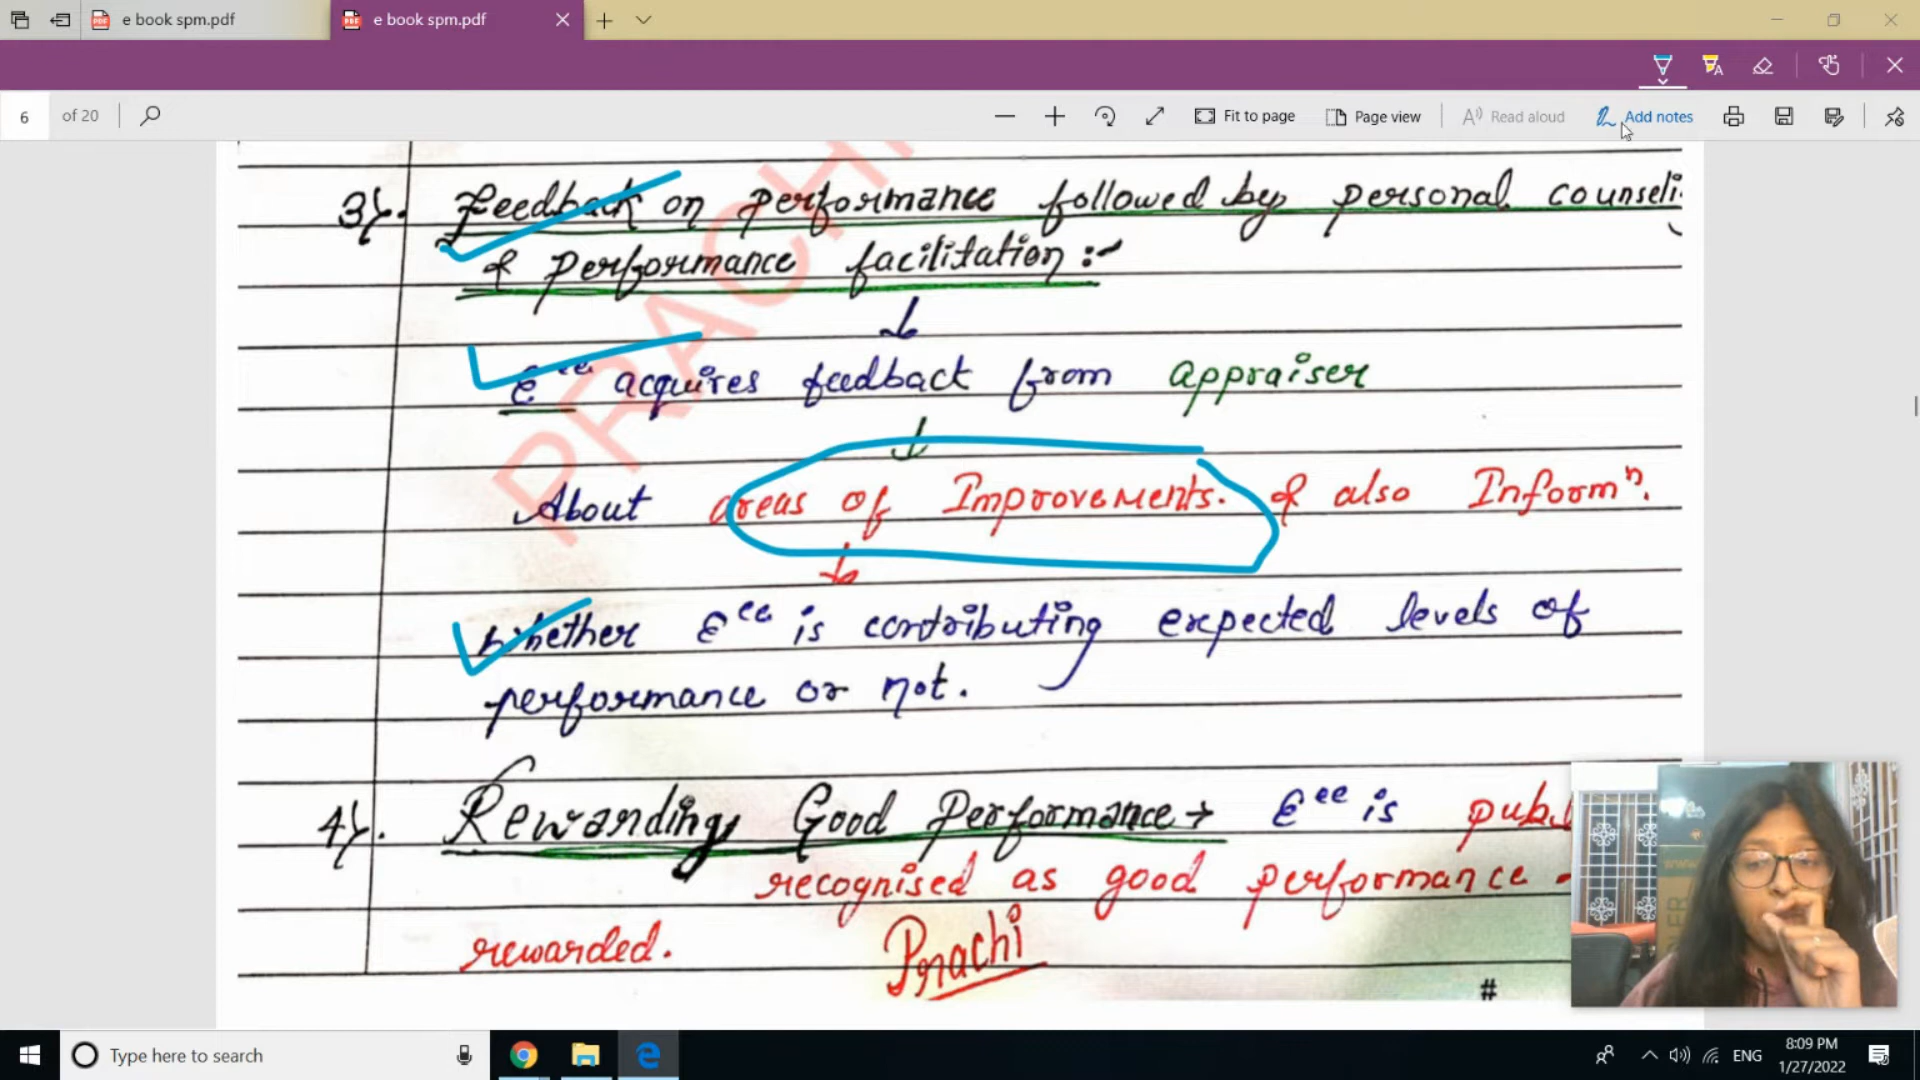 e book spm.pdf
e book spm.pdf
6 of 20
Fit to page
Page view
Read aloud
Add notes
PRACHI
3). Feedback on performance followed by personal counseli
& performance facilitation :-
Eee acquires feedback from Appraiser
About areas of Improvements. & also Informn.
Whether Eee is contributing expected levels of
performance or not.
4). Rewarding Good Performance → Eee is
recognised as good performance -
rewarded. Prachi
#
Type here to search
ENG
8:09 PM
1/27/2022